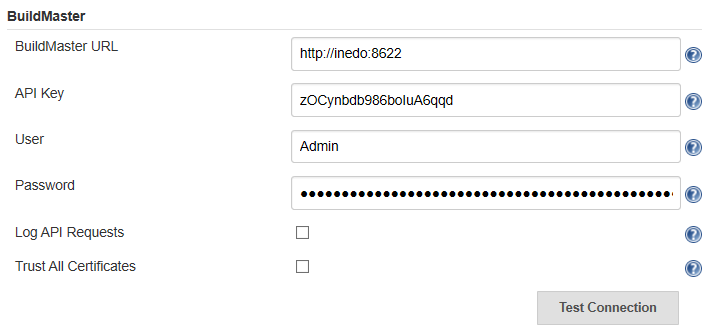 BuildMaster
BuildMaster URL
http://inedo:8622
API Key
zOCynbdb986boIuA6qqd
User
Admin
Password
Log API Requests
Trust All Certificates
Test Connection